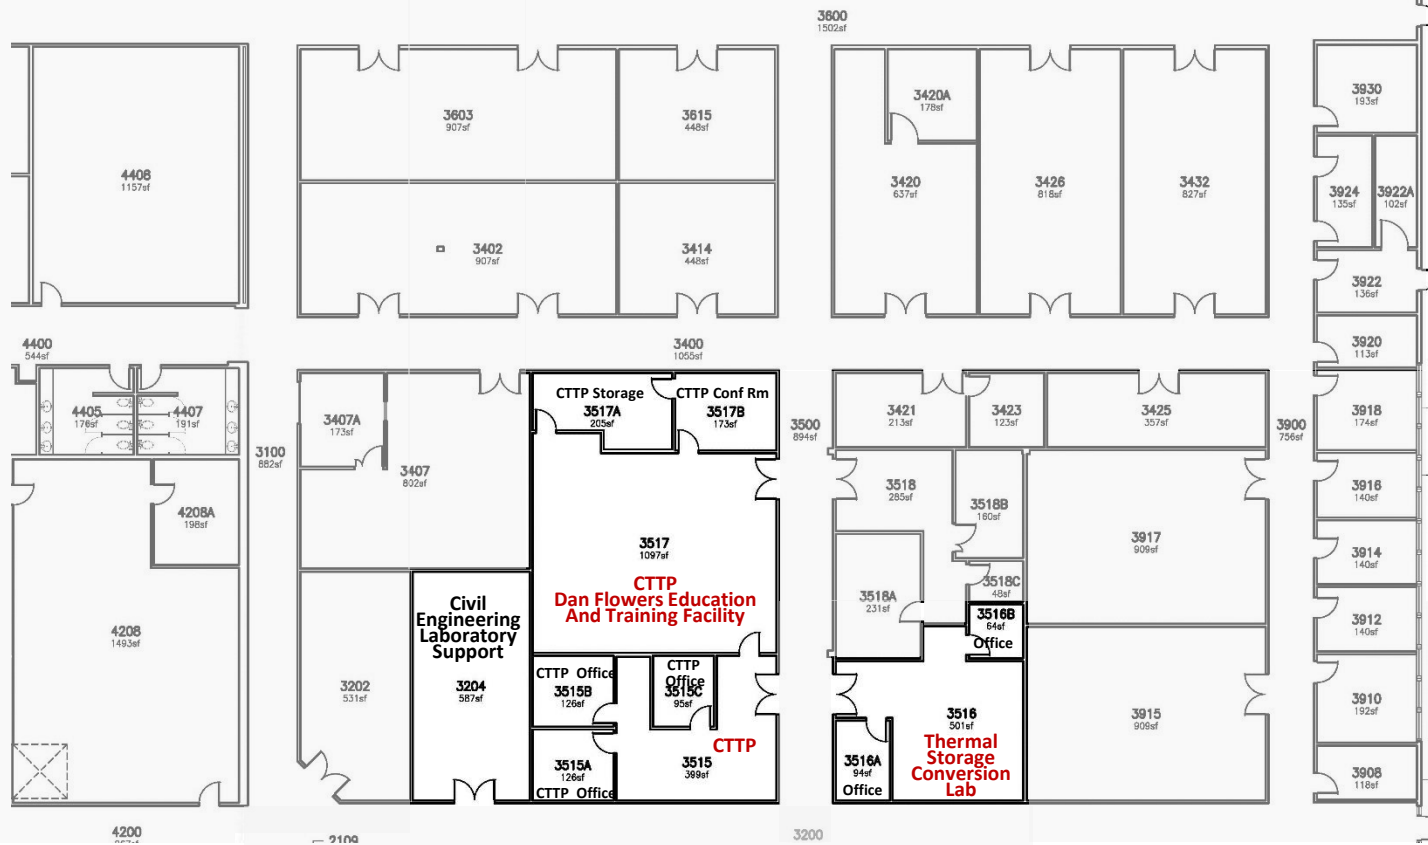 3600
1502sf
3930
193sf
3420A
178sf
3603
907sf
3615
448sf
4408
1157sf
3420
637sf
3426
818sf
3432
827sf
3924
135sf
3922A
102sf
3402
907sf
3414
448sf
3922
136sf
4400
544sf
3400
1055sf
3920
113sf
4405
176sf
4407
191sf
3407A
173sf
CTTP Storage
3517A
205sf
CTTP Conf Rm
3517B
173sf
3500
894sf
3421
213sf
3423
123sf
3425
357sf
3900
756sf
3918
174sf
3100
882sf
3407
802sf
4208A
198sf
3518
285sf
3518B
160sf
3916
140sf
3517
1097sf
CTTP
Dan Flowers Education
And Training Facility
3917
909sf
3914
140sf
3518A
231sf
3518C
48sf
3516B
64sf
Office
3912
140sf
4208
1493sf
Civil
Engineering
Laboratory
Support
3204
587sf
3202
531sf
CTTP Office
3515B
126sf
CTTP
Office
3515C
95sf
3910
192sf
3516
501sf
Thermal
Storage
Conversion
Lab
3915
909sf
CTTP
3515
399sf
3515A
126sf
CTTP Office
3516A
94sf
Office
3908
118sf
4200
2109
3200